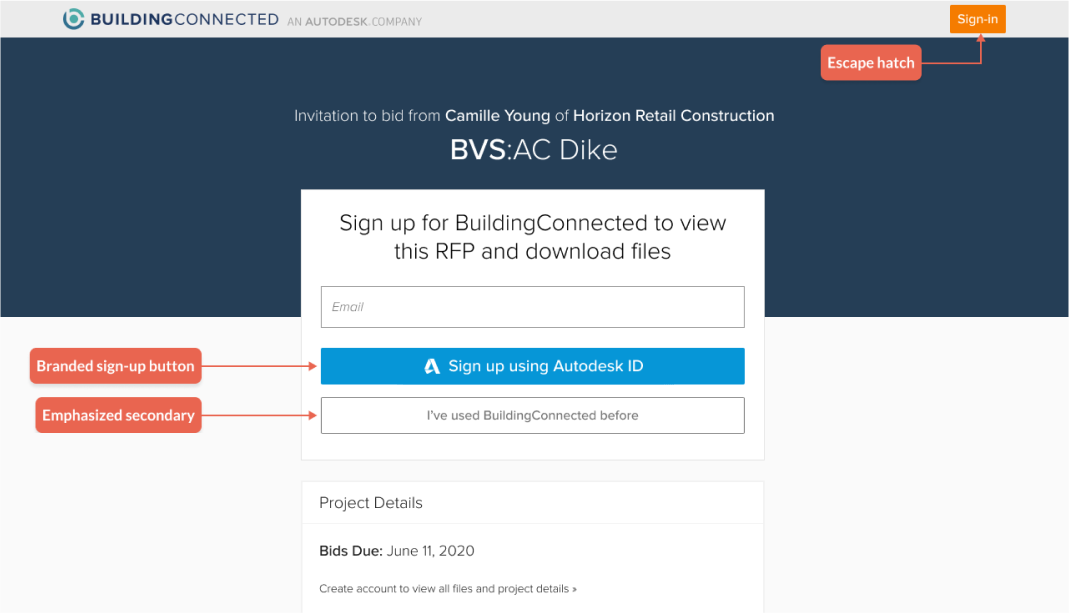 BUILDINGCONNECTED AN AUTODESK.COMPANY
Sign-in
Escape hatch
Invitation to bid from Camille Young of Horizon Retail Construction
BVS:AC Dike
Sign up for BuildingConnected to view
this RFP and download files
Email
Branded sign-up button
Sign up using Autodesk ID
Emphasized secondary
I've used BuildingConnected before
Project Details
Bids Due: June 11, 2020
Create account to view all files and project details »